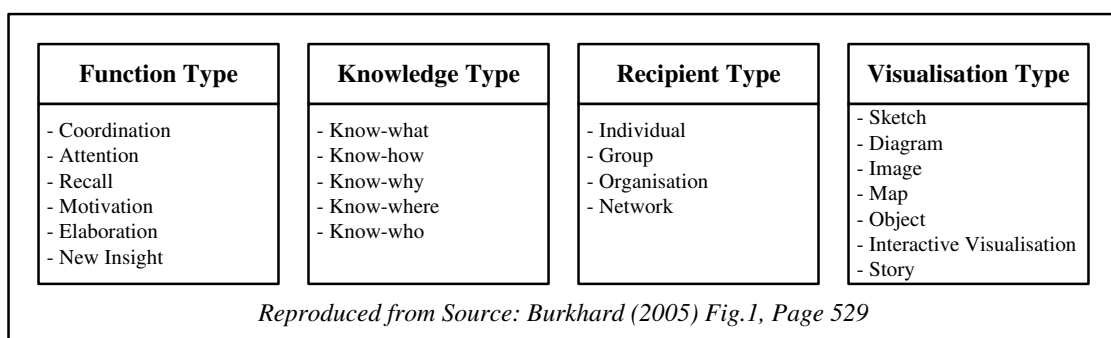 Function Type
- Coordination
- Attention
- Recall
- Motivation
- Elaboration
- New Insight
Knowledge Type
- Know-what
- Know-how
- Know-why
- Know-where
- Know-who
Recipient Type
- Individual
- Group
- Organisation
- Network
Visualisation Type
- Sketch
- Diagram
- Image
- Map
- Object
- Interactive Visualisation
- Story
Reproduced from Source: Burkhard (2005) Fig.1, Page 529